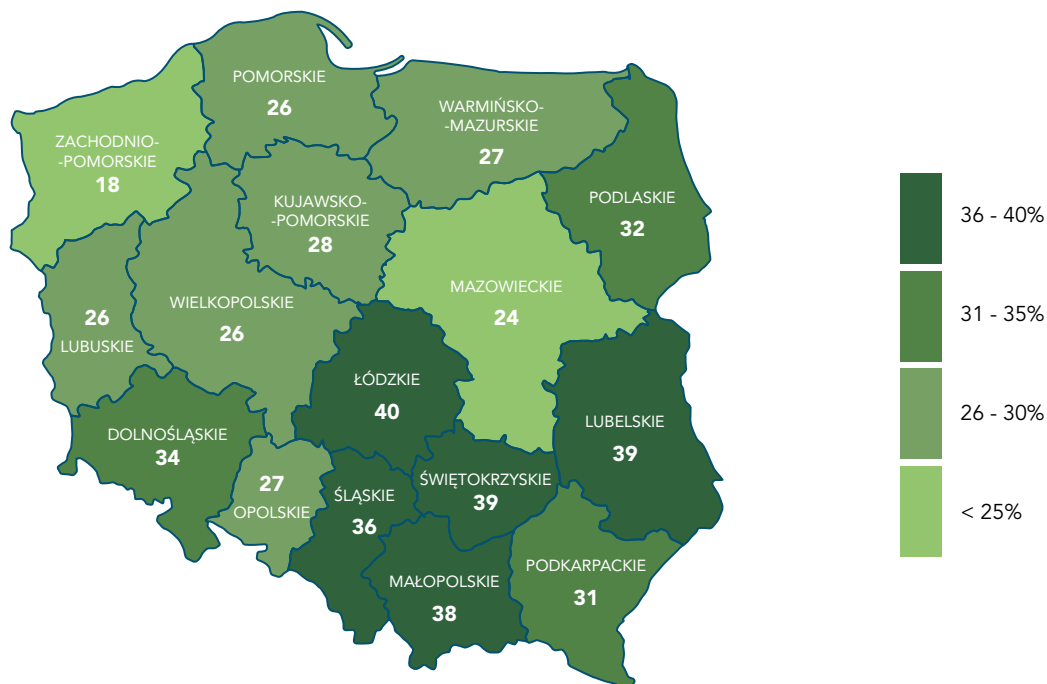 POMORSKIE
26
WARMIŃSKO-
-MAZURSKIE
27
ZACHODNIO-
-POMORSKIE
18
KUJAWSKO-
-POMORSKIE
28
PODLASKIE
32
MAZOWIECKIE
24
WIELKOPOLSKIE
26
26
LUBUSKIE
ŁÓDZKIE
40
LUBELSKIE
39
DOLNOŚLĄSKIE
34
27
OPOLSKIE
ŚLĄSKIE
36
ŚWIĘTOKRZYSKIE
39
MAŁOPOLSKIE
38
PODKARPACKIE
31
36 - 40%
31 - 35%
26 - 30%
< 25%